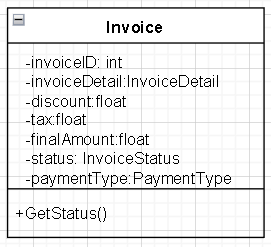 Invoice
-invoiceID: int
-invoiceDetail:InvoiceDetail
-discount:float
-tax:float
-finalAmount:float
-status: InvoiceStatus
-paymentType:PaymentType
+GetStatus()